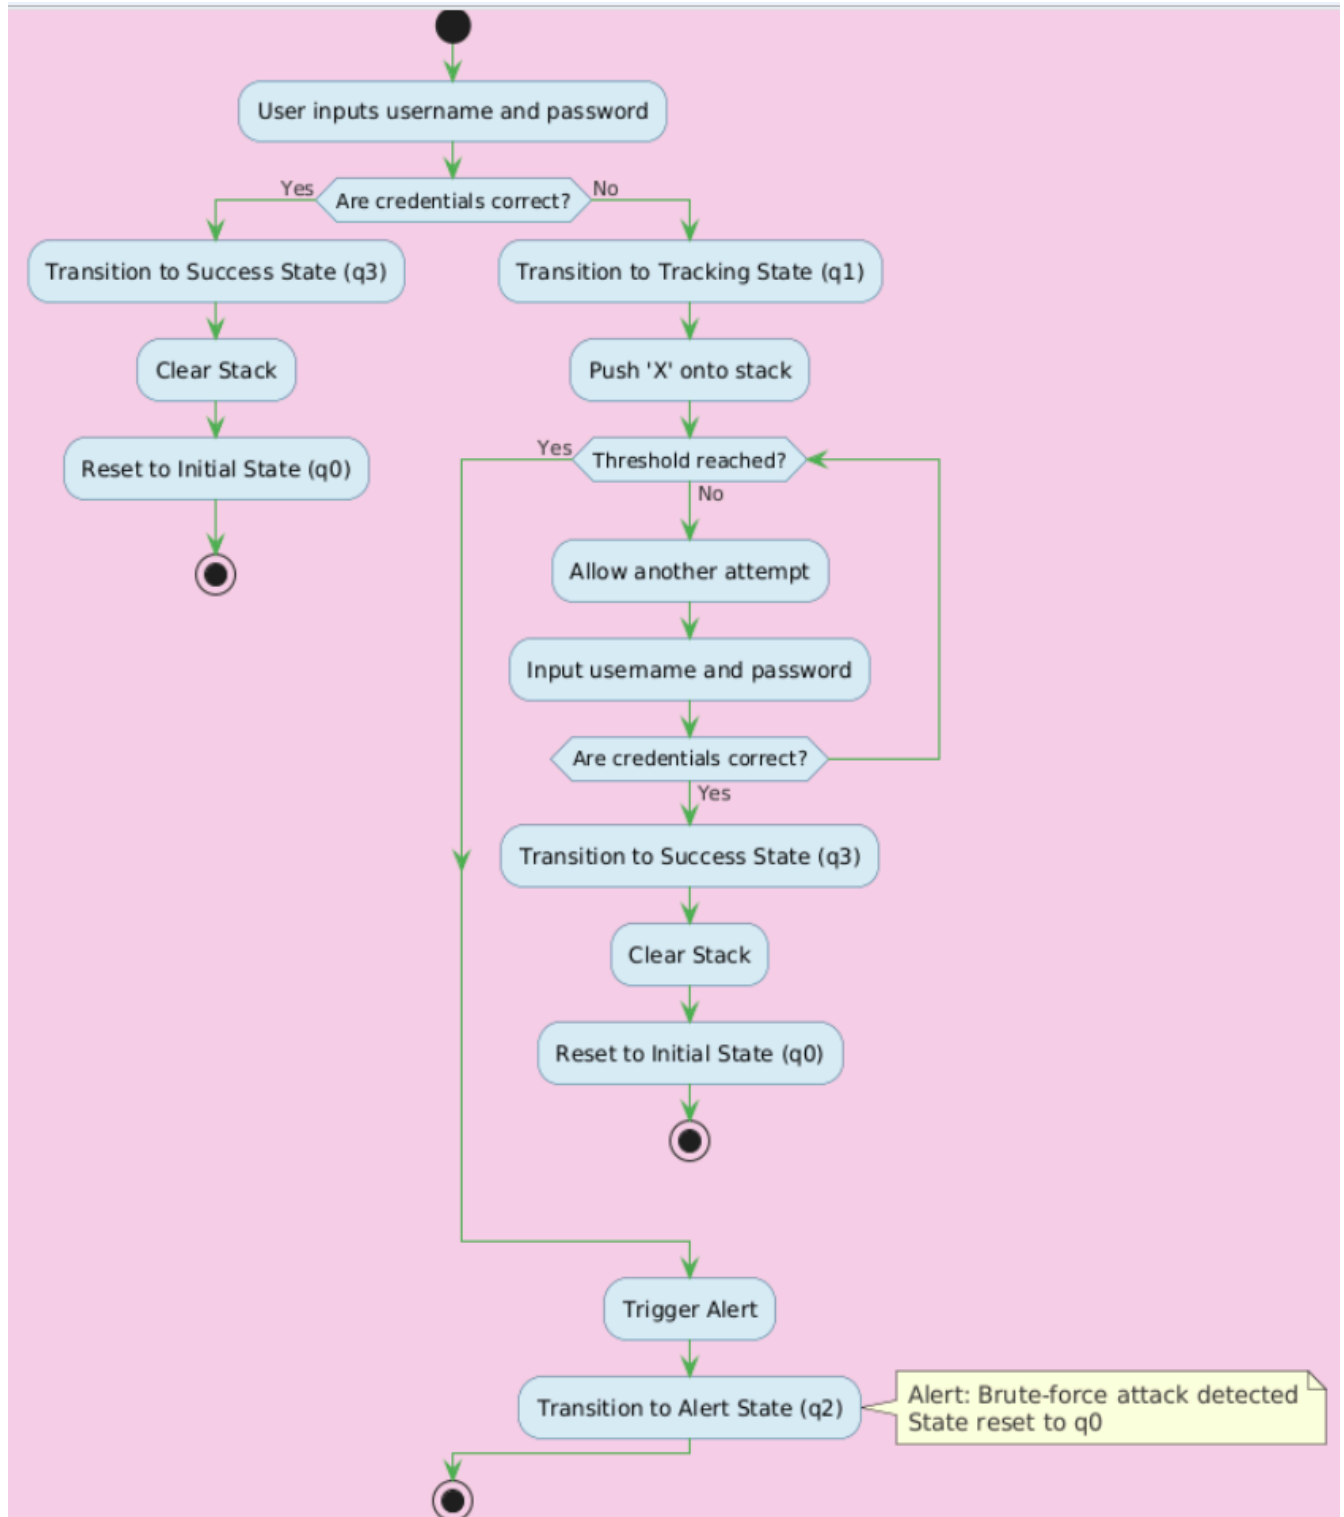 User inputs username and password
Yes
Are credentials correct?
No
Transition to Success State (q3)
Transition to Tracking State (q1)
Clear Stack
Push 'X' onto stack
Reset to Initial State (q0)
Yes
Threshold reached?
No
Allow another attempt
Input username and password
Are credentials correct?
Yes
Transition to Success State (q3)
Clear Stack
Reset to Initial State (q0)
Trigger Alert
Transition to Alert State (q2)
Alert: Brute-force attack detected
State reset to q0